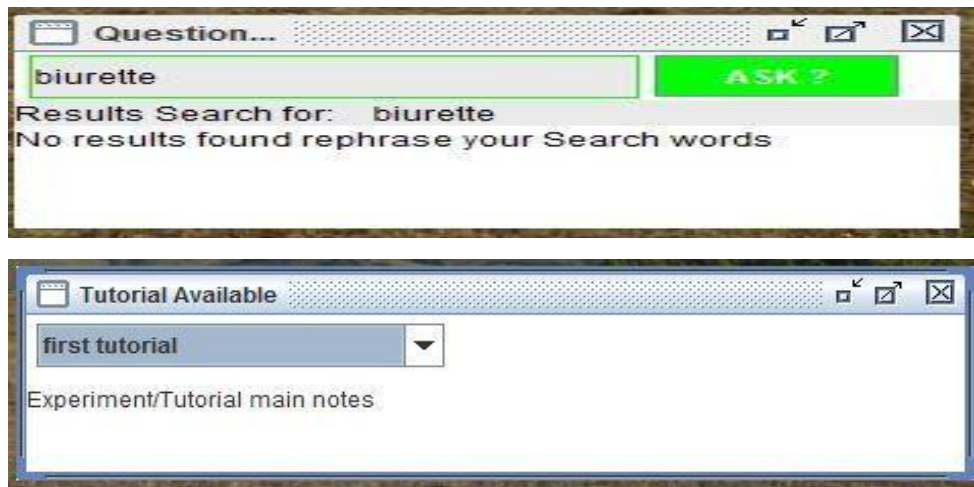 Question...
biurette
ASK ?
Results Search for: biurette
No results found rephrase your Search words
Tutorial Available
first tutorial
Experiment/Tutorial main notes